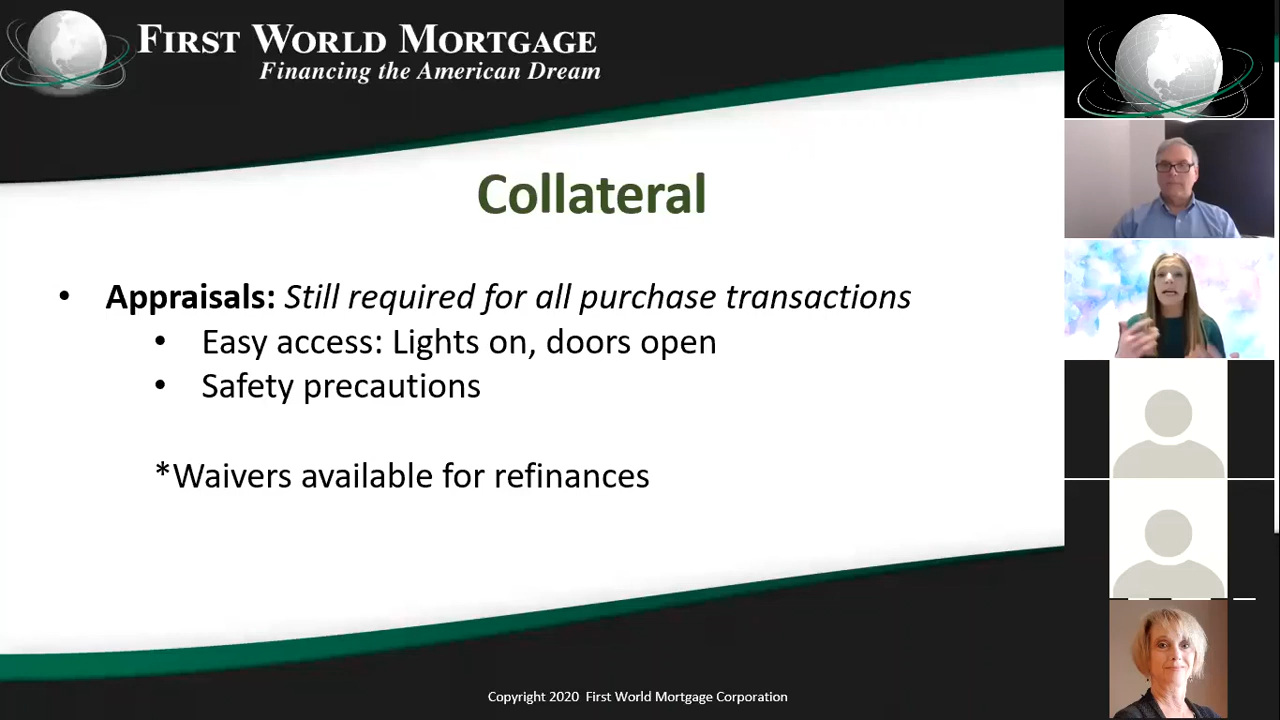 FIRST WORLD MORTGAGE
Financing the American Dream
Collateral
• Appraisals: Still required for all purchase transactions
• Easy access: Lights on, doors open
• Safety precautions
*Waivers available for refinances
Copyright 2020 First World Mortgage Corporation